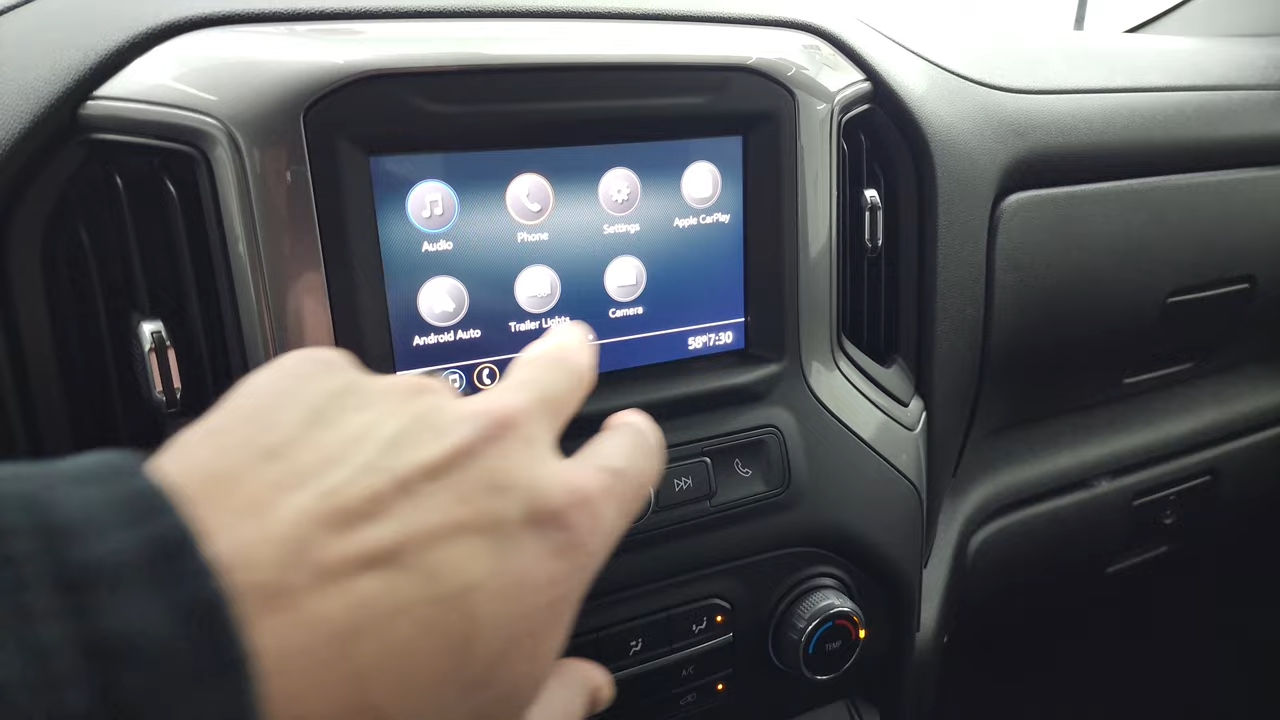 Audio
Phone
Settings
Apple CarPlay
Android Auto
Trailer Lights
Camera
58° 7:30
TEMP
A/C